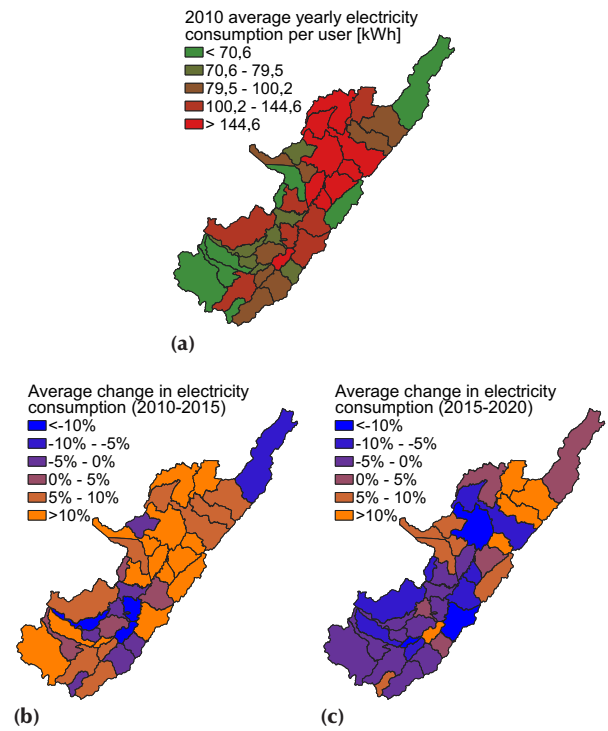 2010 average yearly electricity
consumption per user [kWh]
< 70,6
70,6 - 79,5
79,5 - 100,2
100,2 - 144,6
> 144,6
(a)
Average change in electricity
consumption (2010-2015)
<-10%
-10% - -5%
-5% - 0%
0% - 5%
5% - 10%
>10%
(b)
Average change in electricity
consumption (2015-2020)
<-10%
-10% - -5%
-5% - 0%
0% - 5%
5% - 10%
>10%
(c)